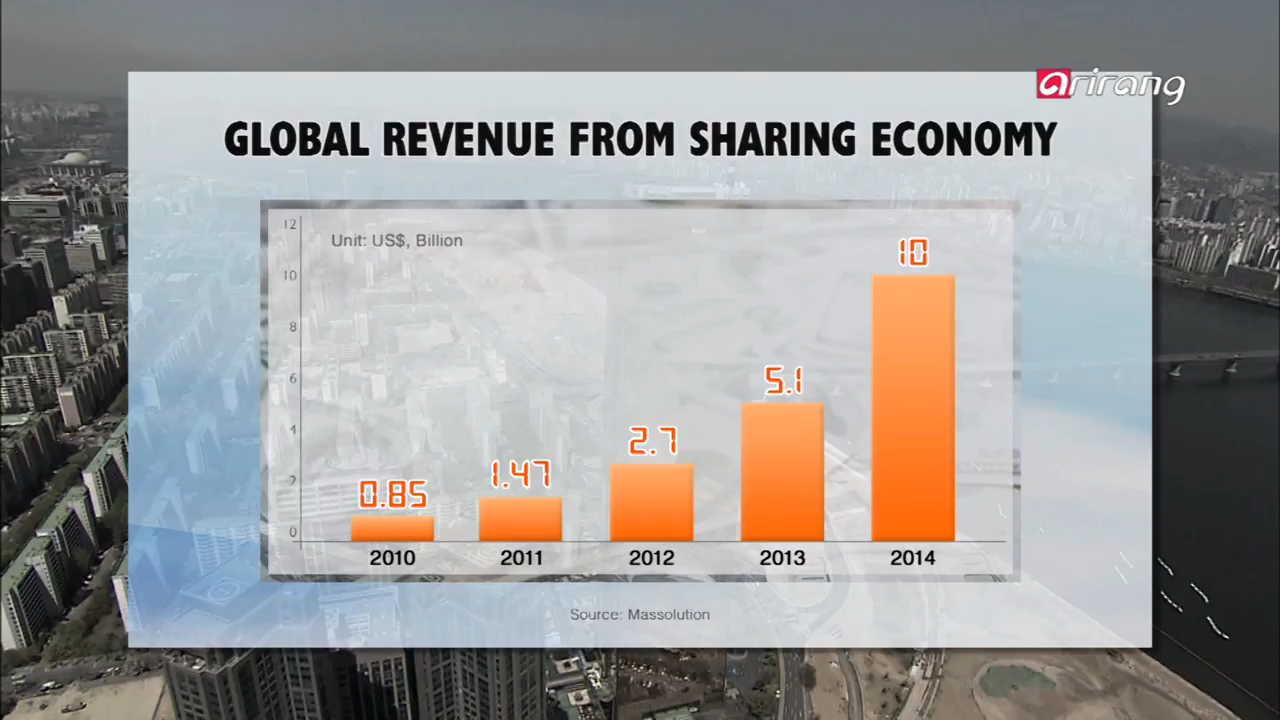 arirang
GLOBAL REVENUE FROM SHARING ECONOMY
Unit: US$, Billion
12
10
8
6
4
2
0
0.85
1.47
2.7
5.1
10
2010 2011 2012 2013 2014
Source: Massolution